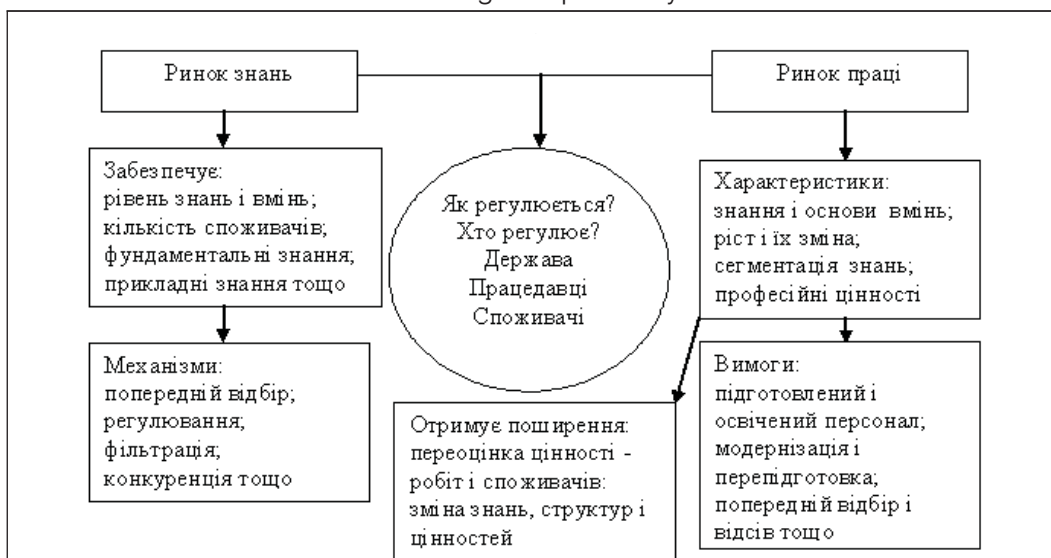 Ринок знань
Ринок праці
Забезпечує:
рівень знань і вмінь;
кількість споживачів;
фундаментальні знання;
прикладні знання тощо
Як регулюеться?
Хто регулює?
Держава
Працедавці
Споживачі
Характеристики:
знання і основи вмінь;
ріст і їх зміна;
сегментація знань;
професійні цінності
Механізми:
попередній відбір;
регулювання;
фільтрація;
конкуренція тощо
Отримує поширення:
переоцінка цінності -
робіт і споживачів:
зміна знань, структур і
цінностей
Вимоги:
підготовлений і
освічений персонал;
модернізація і
перепідготовка;
попередній відбір і
відсів тощо